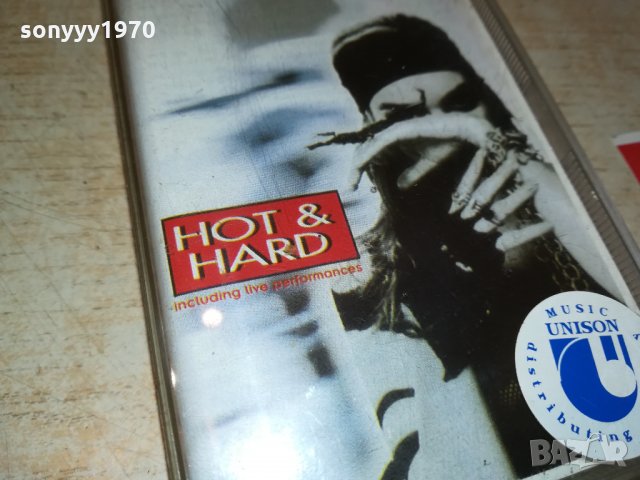 sonyyy1970
HOT &
HARD
including live performances
MUSIC
UNISON
distributing
BAZAR